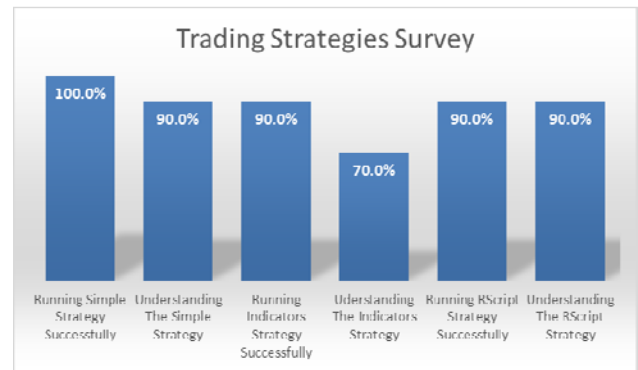 Trading Strategies Survey
100.0%
90.0%
90.0%
70.0%
90.0%
90.0%
Running Simple
Strategy
Successfully
Understanding
The Simple
Strategy
Running
Indicators
Strategy
Successfully
Uderstanding
The Indicators
Strategy
Running RScript
Strategy
Successfully
Understanding
The RScript
Strategy